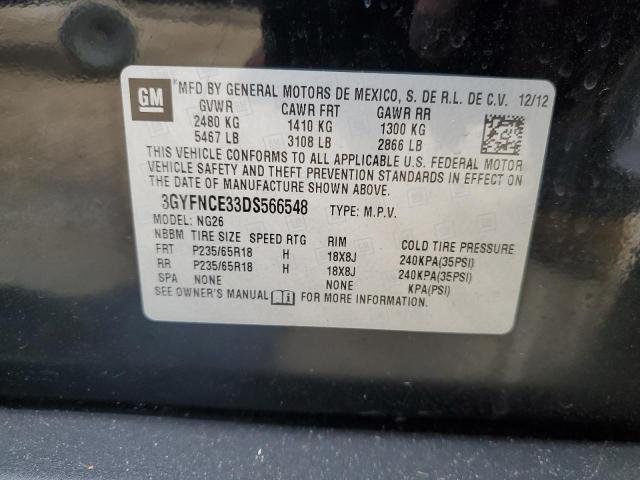 GM
MFD BY GENERAL MOTORS DE MEXICO, S. DE R.L. DE C.V. 12/12
GVWR GAWR FRT GAWR RR
2480 KG 1410 KG 1300 KG
5467 LB 3108 LB 2866 LB
THIS VEHICLE CONFORMS TO ALL APPLICABLE U.S. FEDERAL MOTOR
VEHICLE SAFETY AND THEFT PREVENTION STANDARDS IN EFFECT ON
DATE OF MANUFACTURE SHOWN ABOVE.
3GYFNCE33DS566548 TYPE: M.P.V.
MODEL: NG26
NBBM TIRE SIZE SPEED RTG RIM COLD TIRE PRESSURE
FRT P235/65R18 H 18X8J 240KPA(35PSI)
RR P235/65R18 H 18X8J 240KPA(35PSI)
SPA NONE NONE KPA(PSI)
SEE OWNER'S MANUAL i FOR MORE INFORMATION.